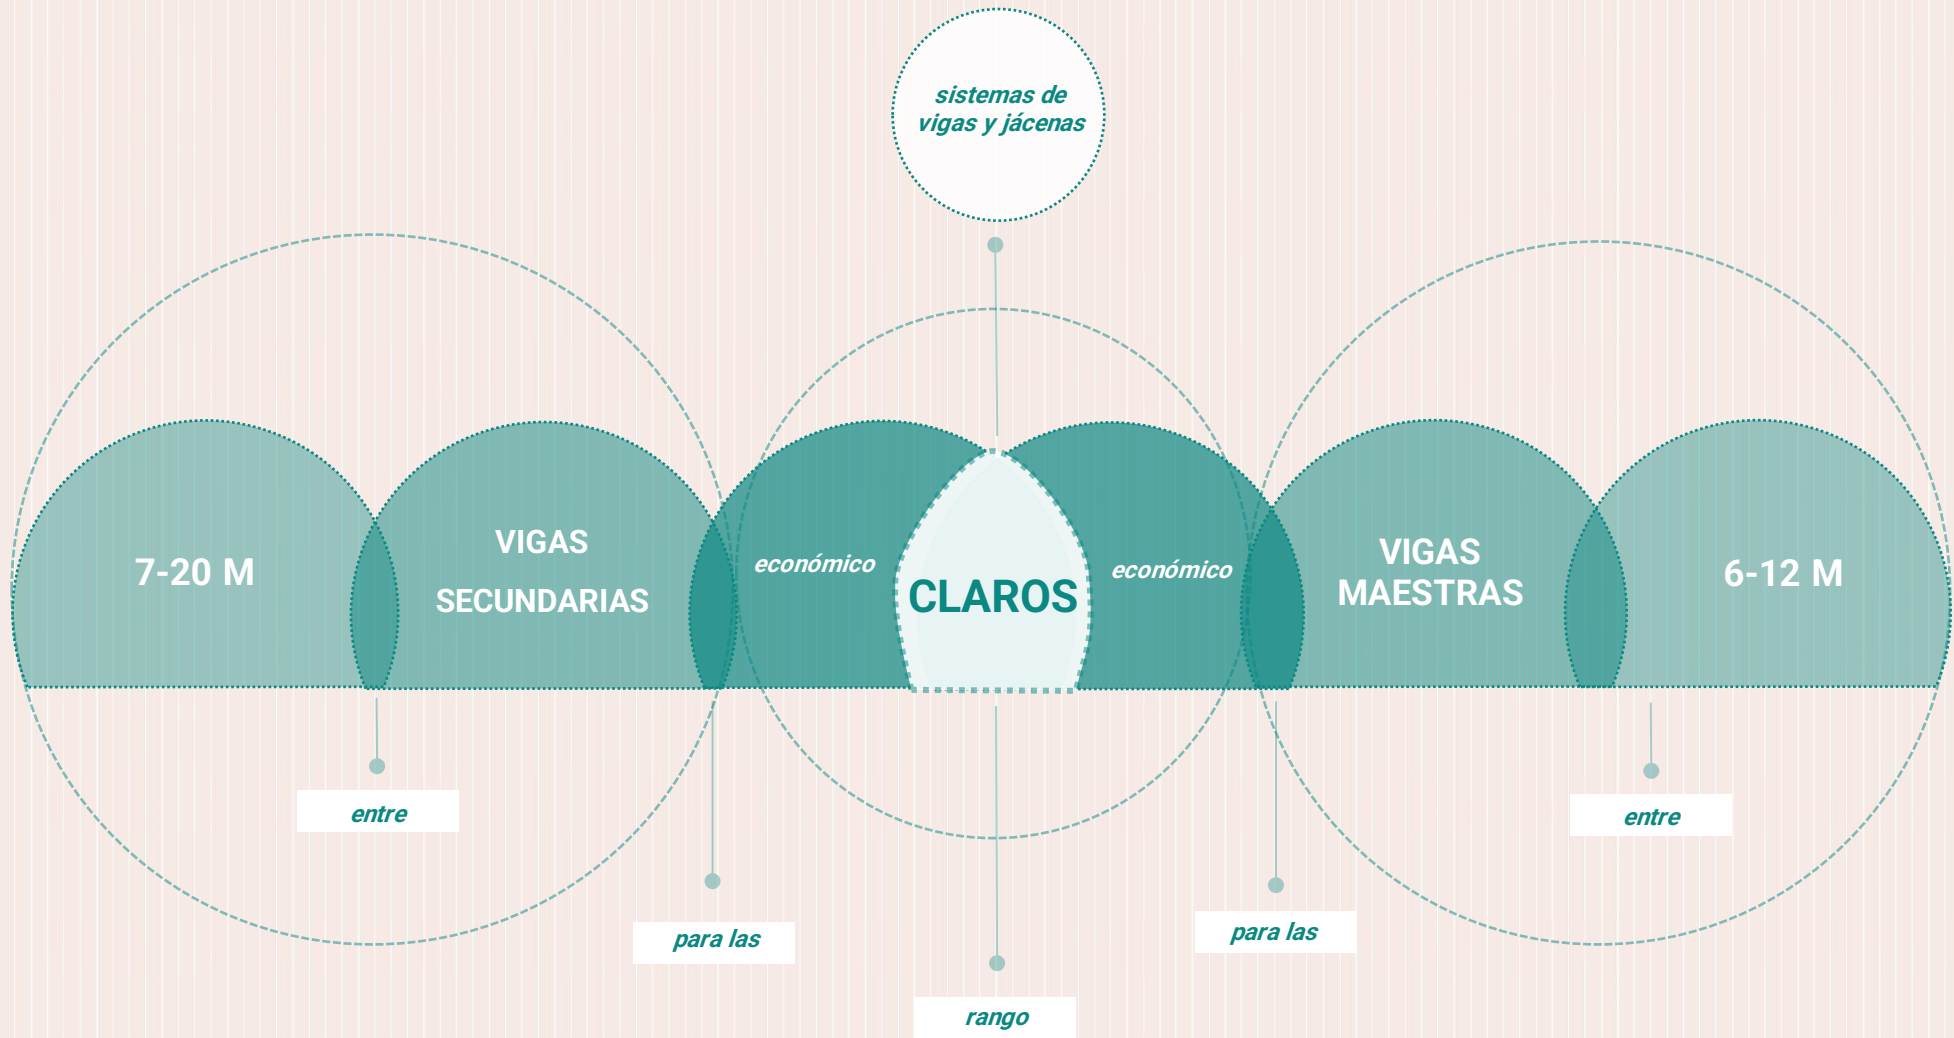 sistemas de
vigas y jácenas
7-20 M
VIGAS
SECUNDARIAS
económico
CLAROS
económico
VIGAS
MAESTRAS
6-12 M
entre
entre
para las
para las
rango